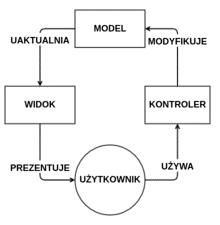 MODEL
UAKTUALNIA
MODYFIKUJE
WIDOK
KONTROLER
PREZENTUJE
UŻYTKOWNIK
UŻYWA